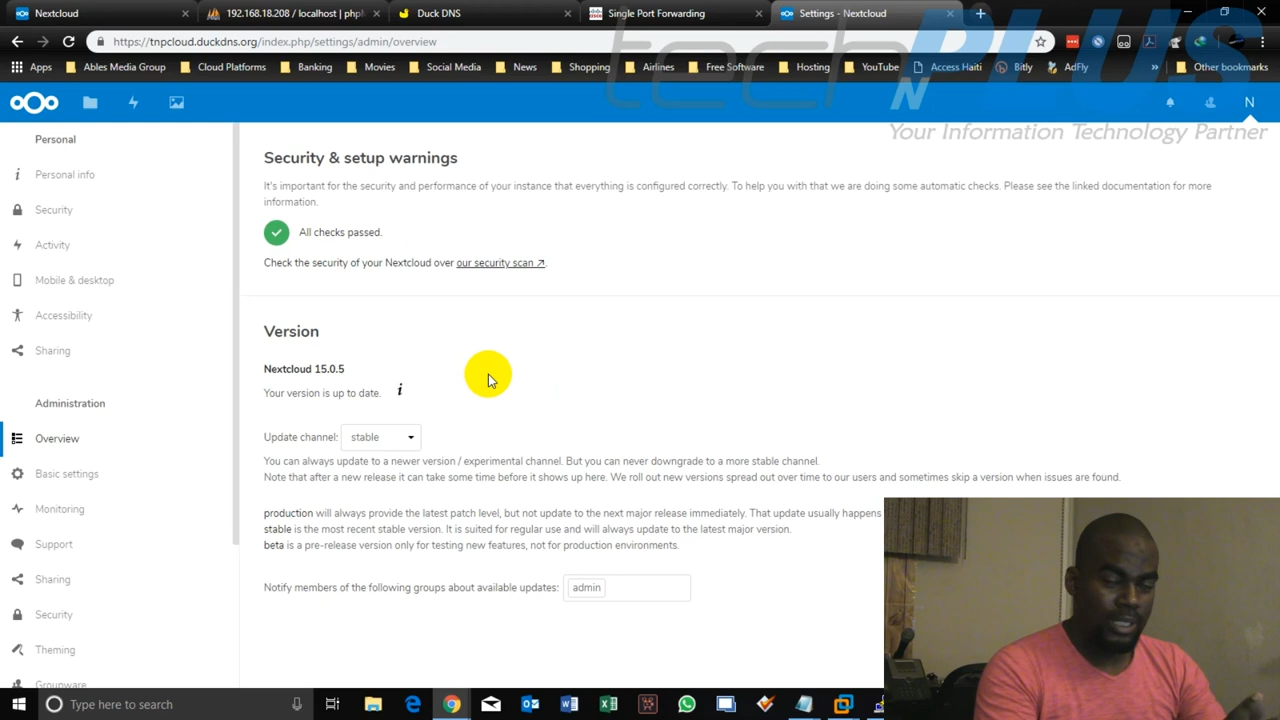 Nextcloud
192.168.18.208 / localhost | php
Duck DNS
Single Port Forwarding
Settings - Nextcloud
https://tnpcloud.duckdns.org/index.php/settings/admin/overview
Apps
Ables Media Group
Cloud Platforms
Banking
Movies
Social Media
News
Shopping
Airlines
Free Software
Hosting
YouTube
Access Haiti
Bitly
AdFly
Other bookmarks
tech N PLUS
Your Information Technology Partner
N
Personal
Personal info
Security
Activity
Mobile & desktop
Accessibility
Sharing
Administration
Overview
Basic settings
Monitoring
Support
Sharing
Security
Theming
Groupware
Security & setup warnings
It's important for the security and performance of your instance that everything is configured correctly. To help you with that we are doing some automatic checks. Please see the linked documentation for more
information.
All checks passed.
Check the security of your Nextcloud over our security scan ↗.
Version
Nextcloud 15.0.5
Your version is up to date.
Update channel: stable
You can always update to a newer version / experimental channel. But you can never downgrade to a more stable channel.
Note that after a new release it can take some time before it shows up here. We roll out new versions spread out over time to our users and sometimes skip a version when issues are found.
production will always provide the latest patch level, but not update to the next major release immediately. That update usually happens
stable is the most recent stable version. It is suited for regular use and will always update to the latest major version.
beta is a pre-release version only for testing new features, not for production environments.
Notify members of the following groups about available updates: admin
Type here to search